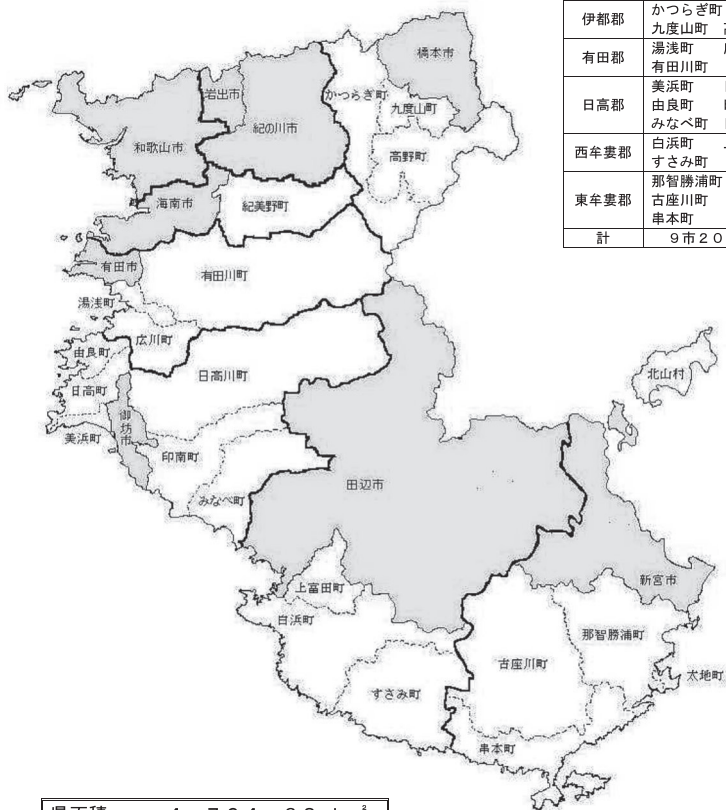 伊都郡 かつらぎ町
九度山町
有田郡 湯浅町
有田川町
日高郡 美浜町
由良町
みなべ町
西牟婁郡 白浜町
すさみ町
東牟婁郡 那智勝浦町
古座川町
串本町
計 9市20
橋本市
岩出市
かつらぎ町
九度山町
紀の川市
和歌山市
高野町
海南市
紀美野町
有田市
有田川町
湯浅町
広川町
由良町
日高川町
北山村
日高町
御坊市
美浜町
印南町
みなべ町
田辺市
新宮市
上富田町
白浜町
那智勝浦町
古座川町
太地町
すさみ町
串本町